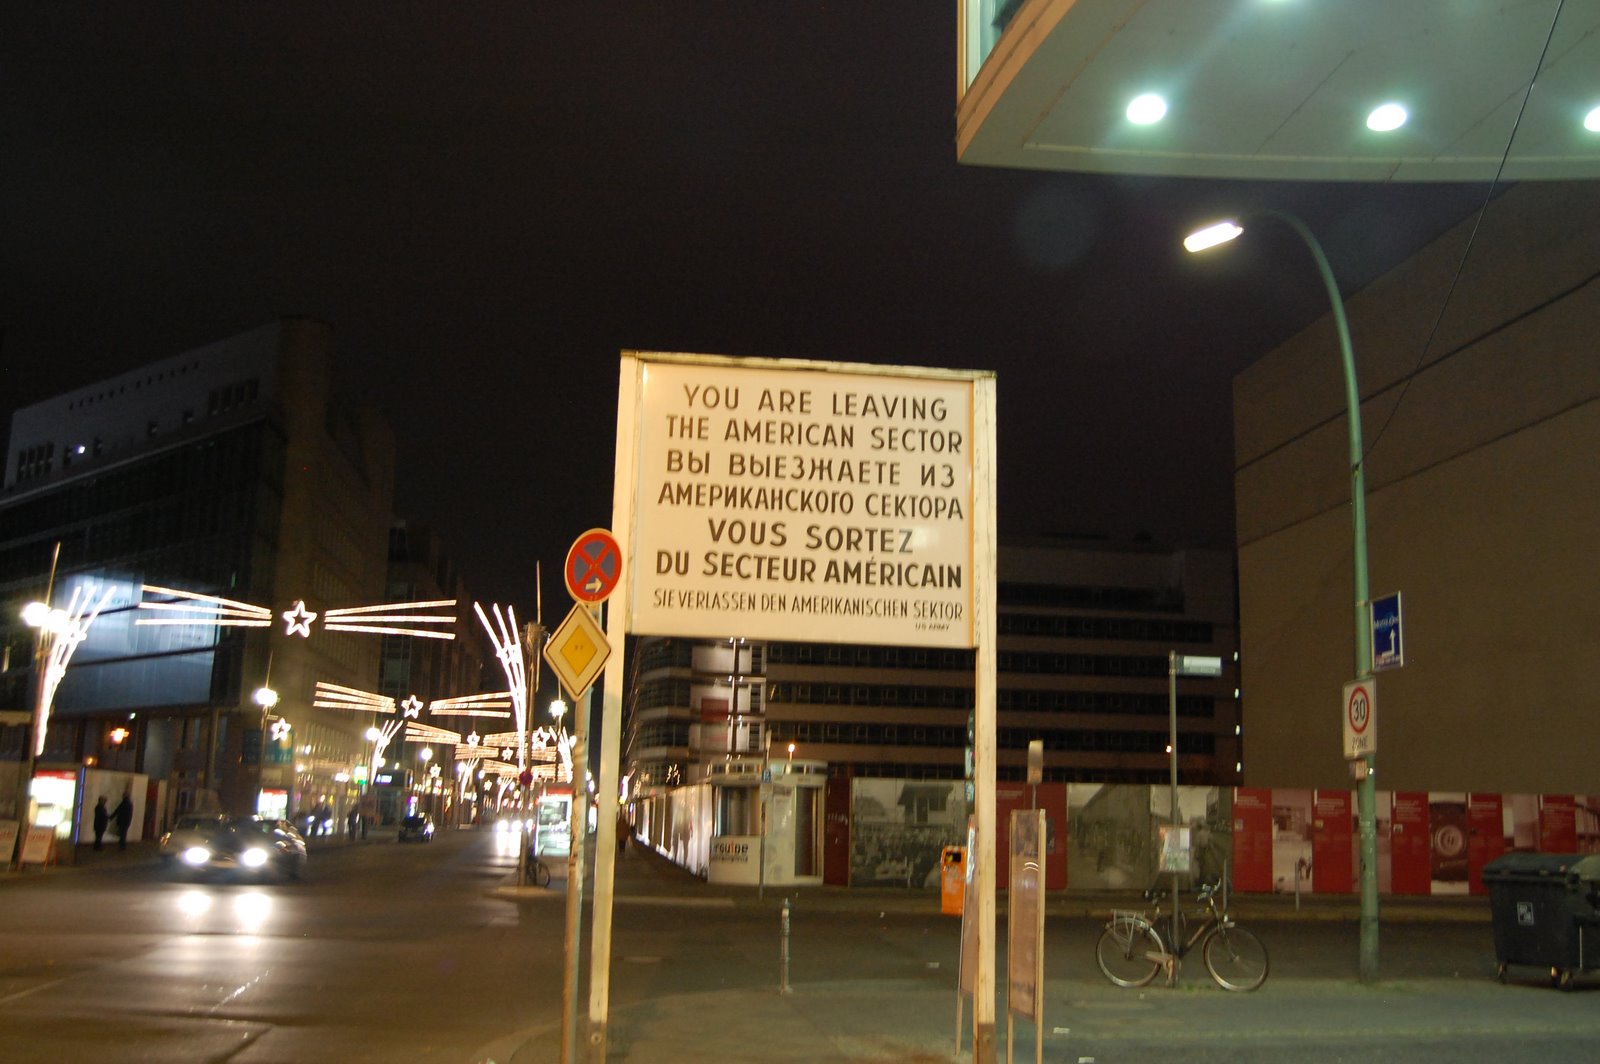 YOU ARE LEAVING
THE AMERICAN SECTOR
ВЫ ВЫЕЗЖАЕТЕ ИЗ
АМЕРИКАНСКОГО СЕКТОРА
VOUS SORTEZ
DU SECTEUR AMÉRICAIN
SIE VERLASSEN DEN AMERIKANISCHEN SEKTOR
US ARMY
30
ZONE